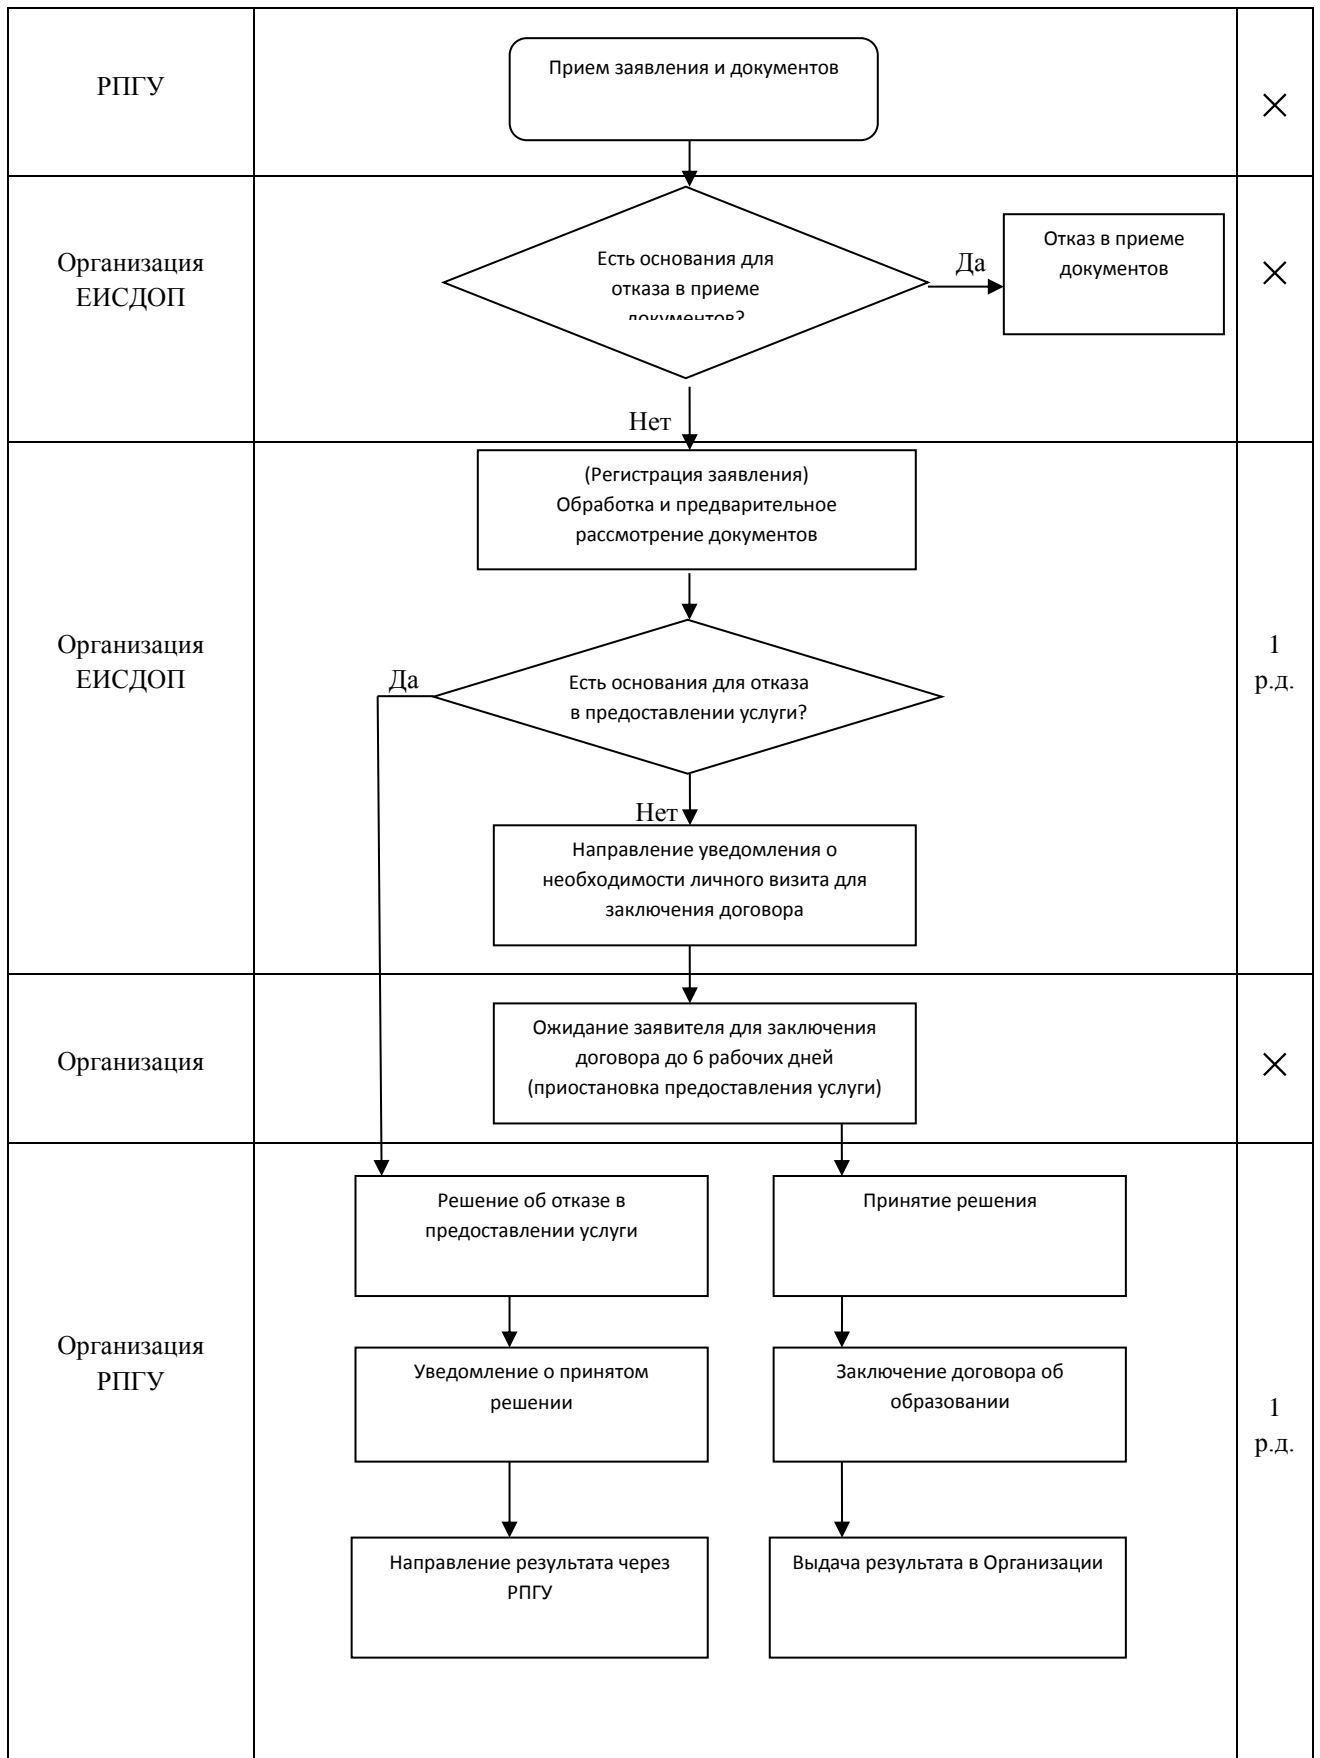 РПГУ
Прием заявления и документов
×
Организация
ЕИСДОП
Есть основания для
отказа в приеме
документов?
Да
Отказ в приеме
документов
×
Нет
Организация
ЕИСДОП
(Регистрация заявления)
Обработка и предварительное
рассмотрение документов
Да
Есть основания для отказа
в предоставлении услуги?
Нет
Направление уведомления о
необходимости личного визита для
заключения договора
1
р.д.
Организация
Ожидание заявителя для заключения
договора до 6 рабочих дней
(приостановка предоставления услуги)
×
Организация
РПГУ
Решение об отказе в
предоставлении услуги
Принятие решения
Уведомление о принятом
решении
Заключение договора об
образовании
Направление результата через
РПГУ
Выдача результата в Организации
1
р.д.